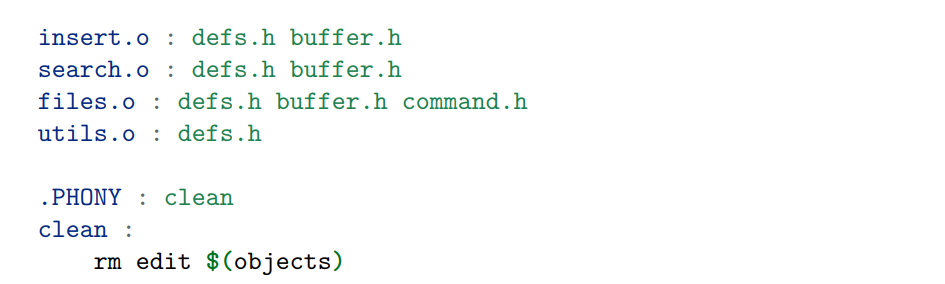 insert.o : defs.h buffer.h
search.o : defs.h buffer.h
files.o : defs.h buffer.h command.h
utils.o : defs.h
.PHONY : clean
clean :
    rm edit $(objects)